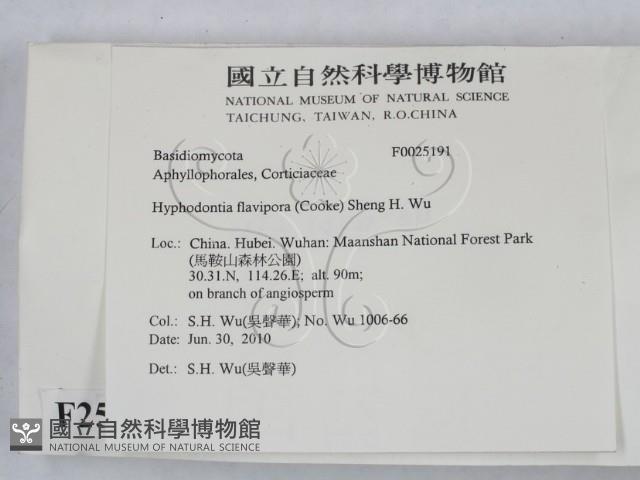 國立自然科學博物館
NATIONAL MUSEUM OF NATURAL SCIENCE
TAICHUNG, TAIWAN, R.O.CHINA
Basidiomycota F0025191
Aphyllophorales, Corticiaceae
Hyphodontia flavipora (Cooke) Sheng H. Wu
Loc.: China. Hubei. Wuhan: Maanshan National Forest Park
(馬鞍山森林公園)
30.31.N, 114.26.E; alt. 90m;
on branch of angiosperm
Col.: S.H. Wu(吳聲華); No. Wu 1006-66
Date: Jun. 30, 2010
Det.: S.H. Wu(吳聲華)
F25
國立自然科學博物館
NATIONAL MUSEUM OF NATURAL SCIENCE